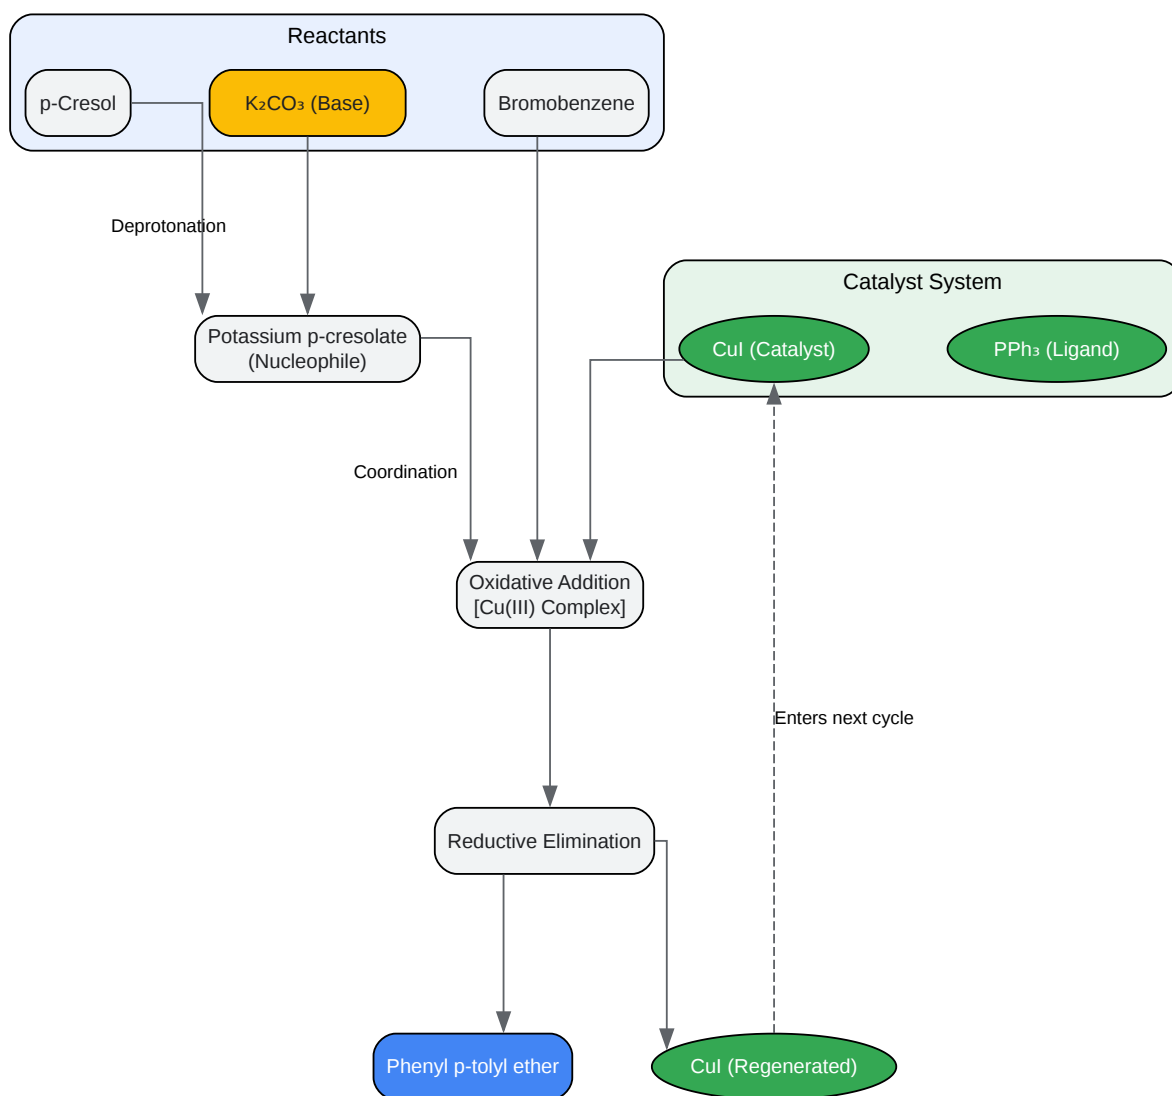 Reactants
p-Cresol
K₂CO₃ (Base)
Bromobenzene
Deprotonation
Catalyst System
Potassium p-cresolate
(Nucleophile)
CuI (Catalyst)
PPh₃ (Ligand)
Coordination
Oxidative Addition
[Cu(III) Complex]
Enters next cycle
Reductive Elimination
Phenyl p-tolyl ether
CuI (Regenerated)